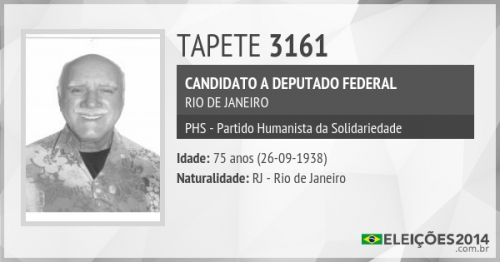 TAPETE 3161
CANDIDATO A DEPUTADO FEDERAL
RIO DE JANEIRO
PHS - Partido Humanista da Solidariedade
Idade: 75 anos (26-09-1938)
Naturalidade: RJ - Rio de Janeiro
ELEIÇÕES2014
.com.br